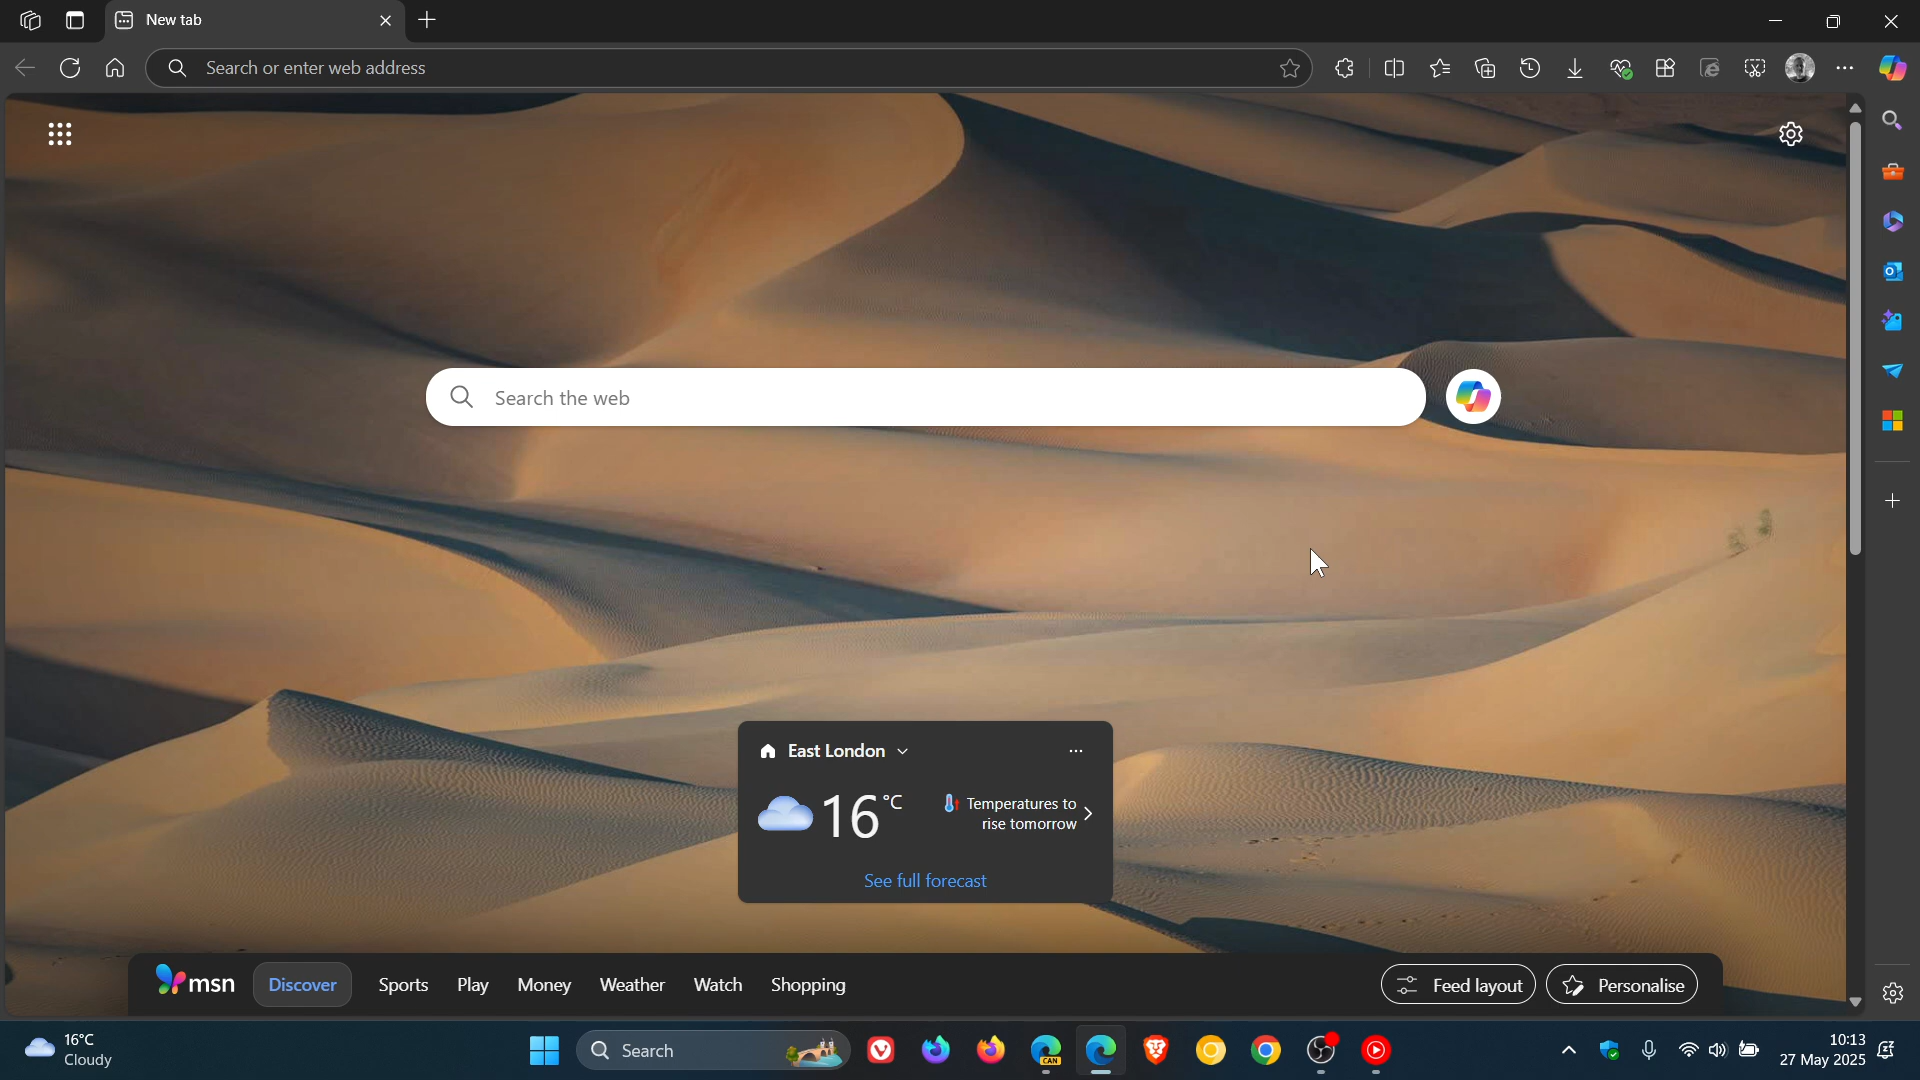 New tab
Search or enter web address
Search the web
East London
16 °C
Temperatures to
rise tomorrow
See full forecast
msn
Discover
Sports
Play
Money
Weather
Watch
Shopping
Feed layout
Personalise
16°C
Cloudy
Search
CAN
10:13
27 May 2025